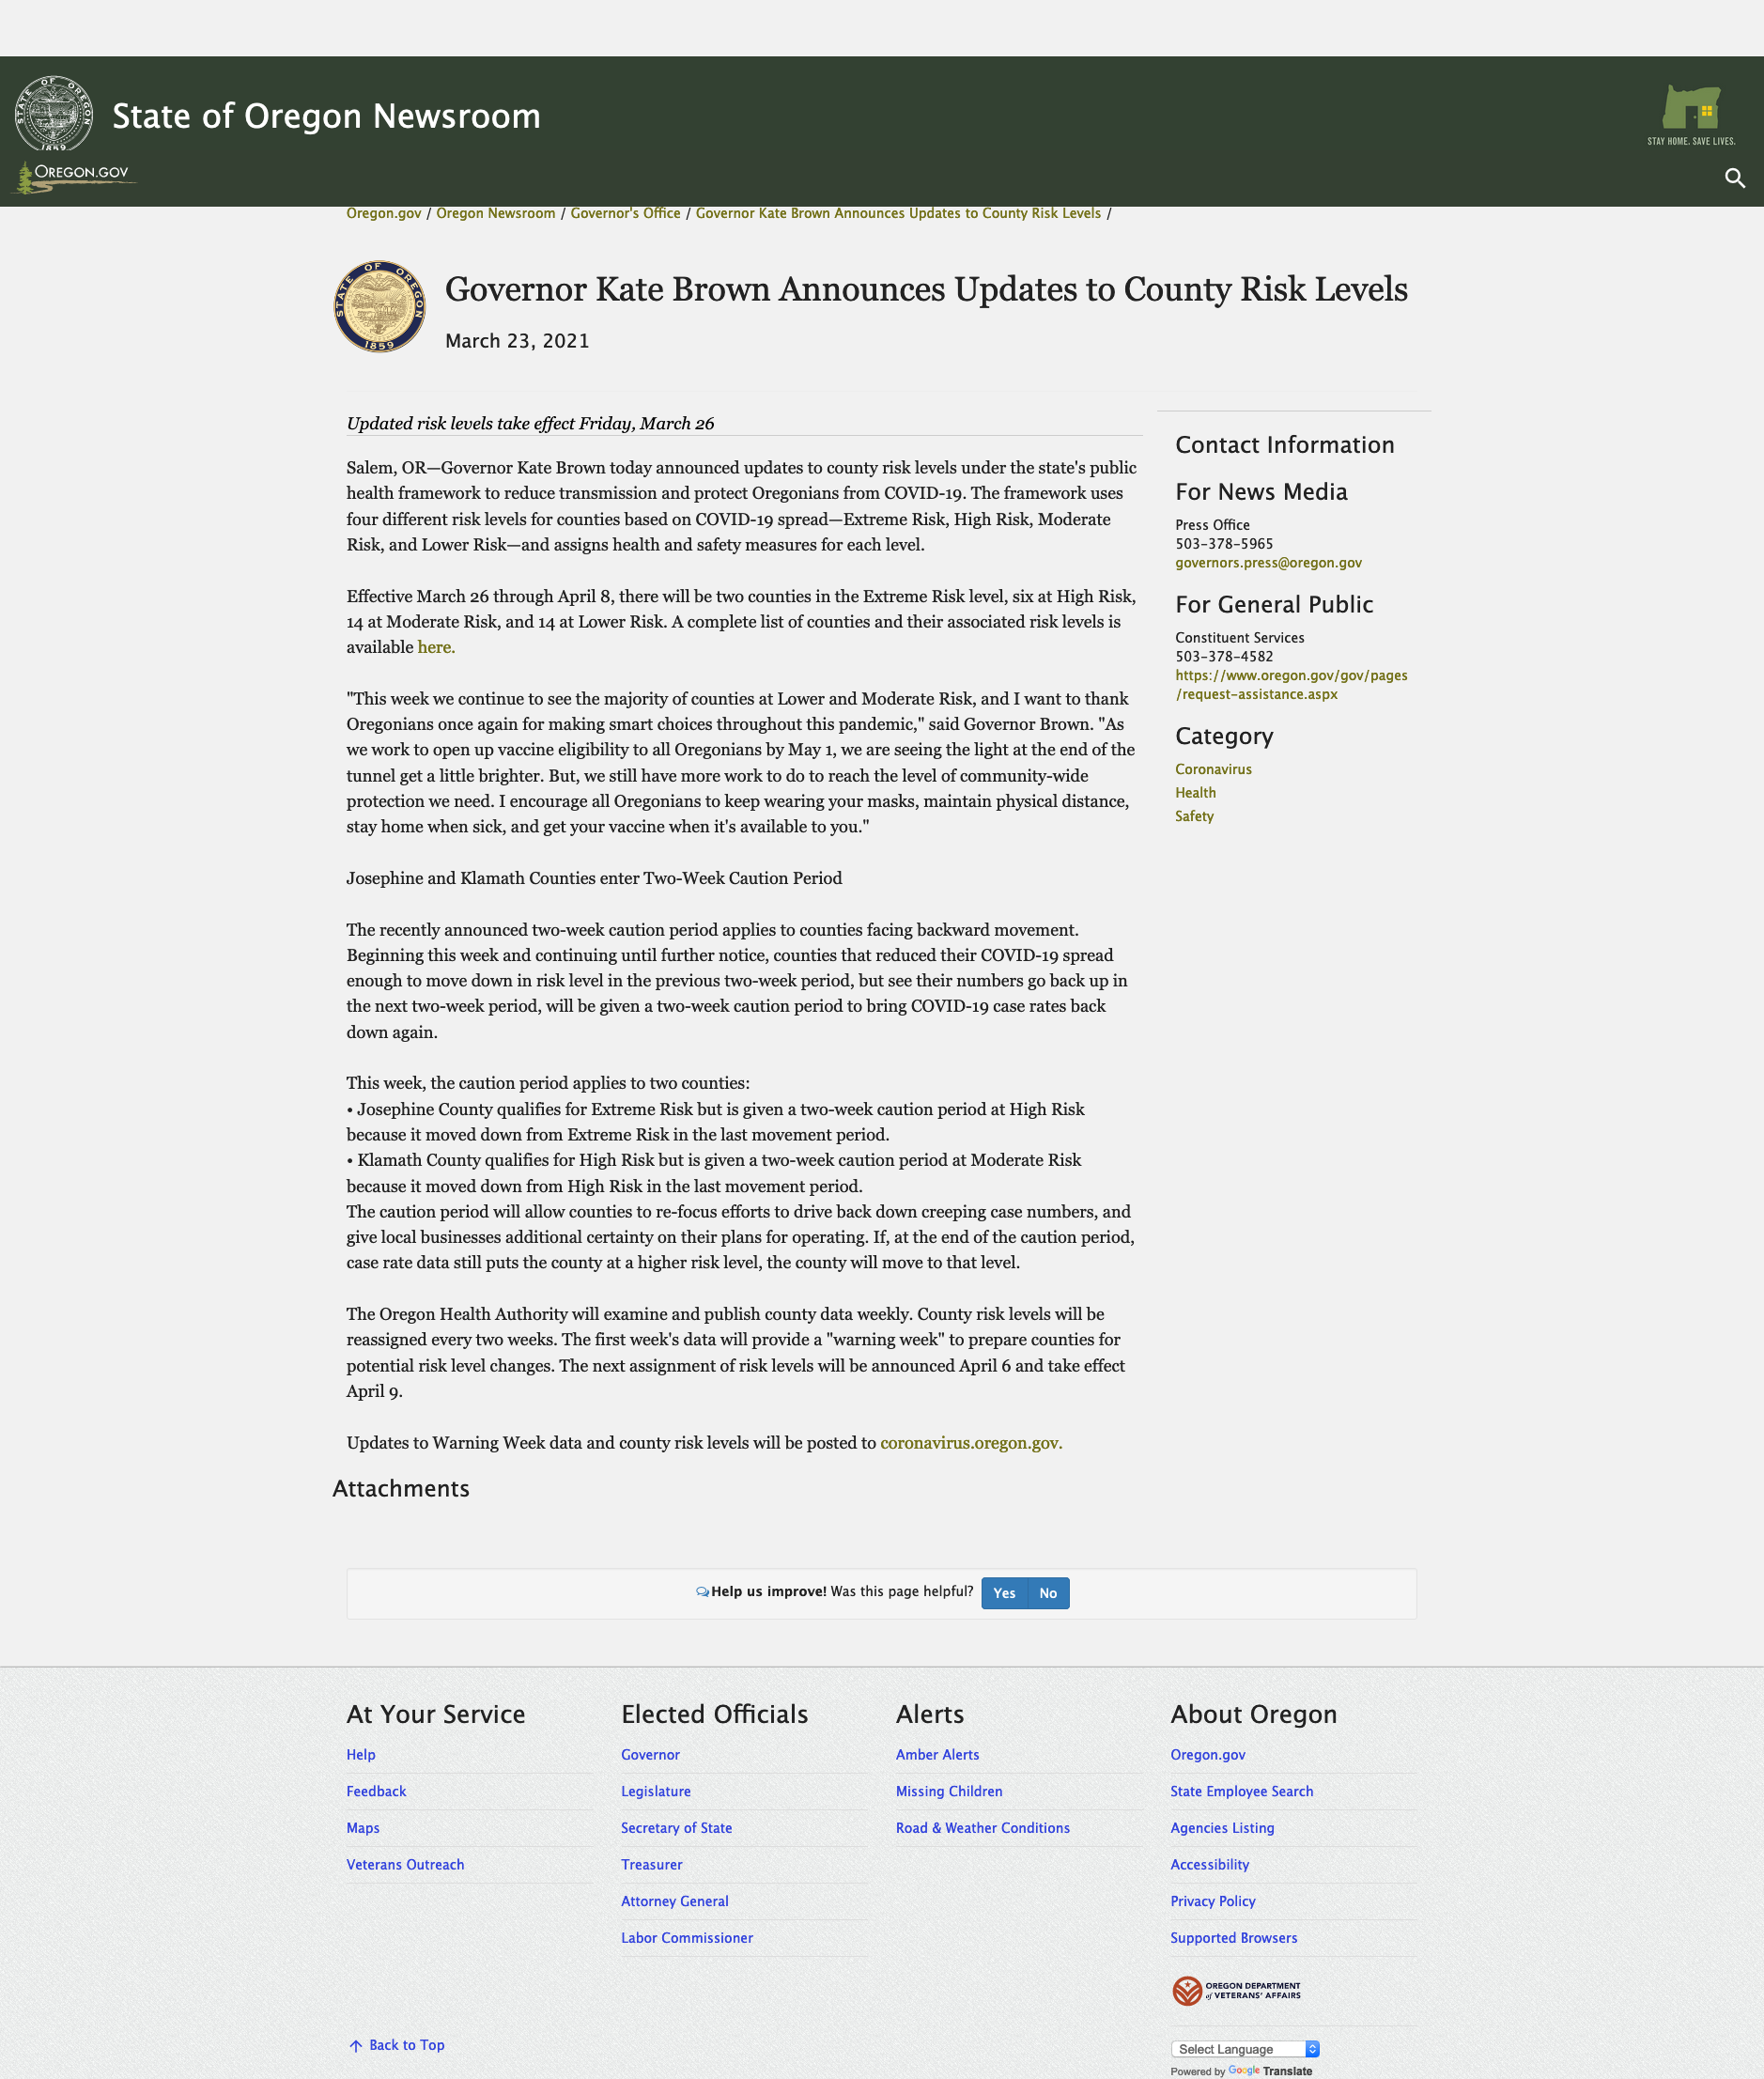 STATE OF OREGON
1859
State of Oregon Newsroom
STAY HOME. SAVE LIVES.
OREGON.GOV
Oregon.gov / Oregon Newsroom / Governor's Office / Governor Kate Brown Announces Updates to County Risk Levels /
STATE OF OREGON
1859
Governor Kate Brown Announces Updates to County Risk Levels
March 23, 2021
Updated risk levels take effect Friday, March 26
Salem, OR—Governor Kate Brown today announced updates to county risk levels under the state's public
health framework to reduce transmission and protect Oregonians from COVID-19. The framework uses
four different risk levels for counties based on COVID-19 spread—Extreme Risk, High Risk, Moderate
Risk, and Lower Risk—and assigns health and safety measures for each level.
Effective March 26 through April 8, there will be two counties in the Extreme Risk level, six at High Risk,
14 at Moderate Risk, and 14 at Lower Risk. A complete list of counties and their associated risk levels is
available here.
"This week we continue to see the majority of counties at Lower and Moderate Risk, and I want to thank
Oregonians once again for making smart choices throughout this pandemic," said Governor Brown. "As
we work to open up vaccine eligibility to all Oregonians by May 1, we are seeing the light at the end of the
tunnel get a little brighter. But, we still have more work to do to reach the level of community-wide
protection we need. I encourage all Oregonians to keep wearing your masks, maintain physical distance,
stay home when sick, and get your vaccine when it's available to you."
Josephine and Klamath Counties enter Two-Week Caution Period
The recently announced two-week caution period applies to counties facing backward movement.
Beginning this week and continuing until further notice, counties that reduced their COVID-19 spread
enough to move down in risk level in the previous two-week period, but see their numbers go back up in
the next two-week period, will be given a two-week caution period to bring COVID-19 case rates back
down again.
This week, the caution period applies to two counties:
• Josephine County qualifies for Extreme Risk but is given a two-week caution period at High Risk
because it moved down from Extreme Risk in the last movement period.
• Klamath County qualifies for High Risk but is given a two-week caution period at Moderate Risk
because it moved down from High Risk in the last movement period.
The caution period will allow counties to re-focus efforts to drive back down creeping case numbers, and
give local businesses additional certainty on their plans for operating. If, at the end of the caution period,
case rate data still puts the county at a higher risk level, the county will move to that level.
The Oregon Health Authority will examine and publish county data weekly. County risk levels will be
reassigned every two weeks. The first week's data will provide a "warning week" to prepare counties for
potential risk level changes. The next assignment of risk levels will be announced April 6 and take effect
April 9.
Updates to Warning Week data and county risk levels will be posted to coronavirus.oregon.gov.
Attachments
Contact Information
For News Media
Press Office
503-378-5965
governors.press@oregon.gov
For General Public
Constituent Services
503-378-4582
https://www.oregon.gov/gov/pages
/request-assistance.aspx
Category
Coronavirus
Health
Safety
Help us improve! Was this page helpful? Yes No
At Your Service
Help
Feedback
Maps
Veterans Outreach
Elected Officials
Governor
Legislature
Secretary of State
Treasurer
Attorney General
Labor Commissioner
Alerts
Amber Alerts
Missing Children
Road & Weather Conditions
About Oregon
Oregon.gov
State Employee Search
Agencies Listing
Accessibility
Privacy Policy
Supported Browsers
OREGON DEPARTMENT
of VETERANS' AFFAIRS
Back to Top
Select Language
Powered by Google Translate